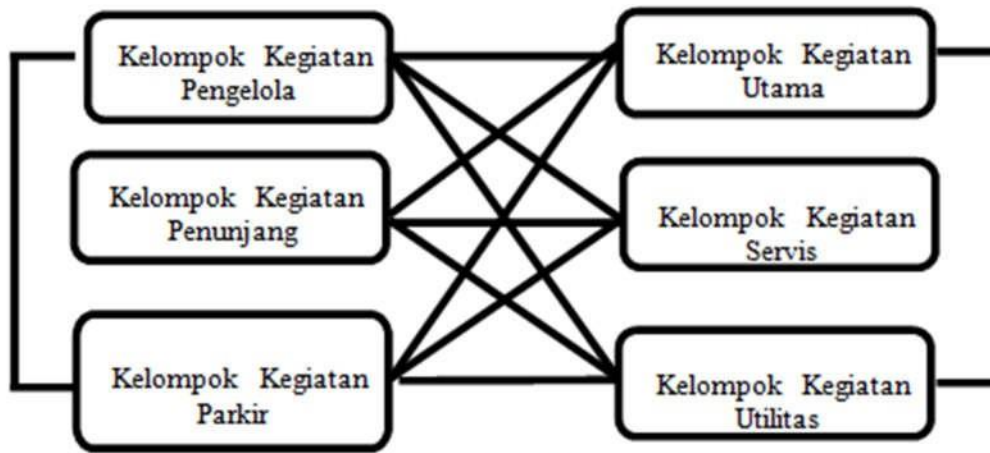 Kelompok Kegiatan
Pengelola
Kelompok Kegiatan
Utama
Kelompok Kegiatan
Penunjang
Kelompok Kegiatan
Servis
Kelompok Kegiatan
Parkir
Kelompok Kegiatan
Utilitas